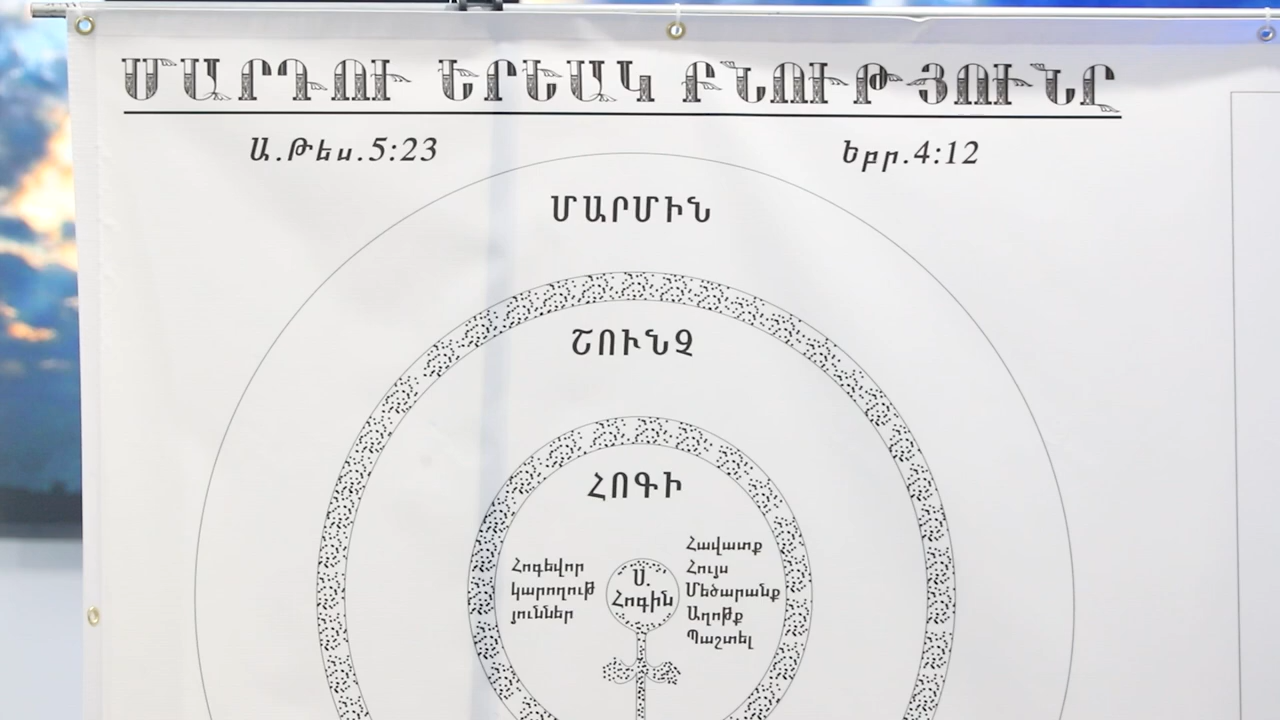 ՄԱՐԴՈՒ ԵՐԵԱԿ ԲՆՈՒԹՅՈՒՆԸ
Ա.Թես.5:23
Եբր.4:12
ՄԱՐՄԻՆ
ՇՈՒՆՉ
ՀՈԳԻ
Հոգեվոր
կարողութ
յուններ
Ս.
Հոգին
Հավատք
Հույս
Մեծարանք
Աղոթք
Պաշտել